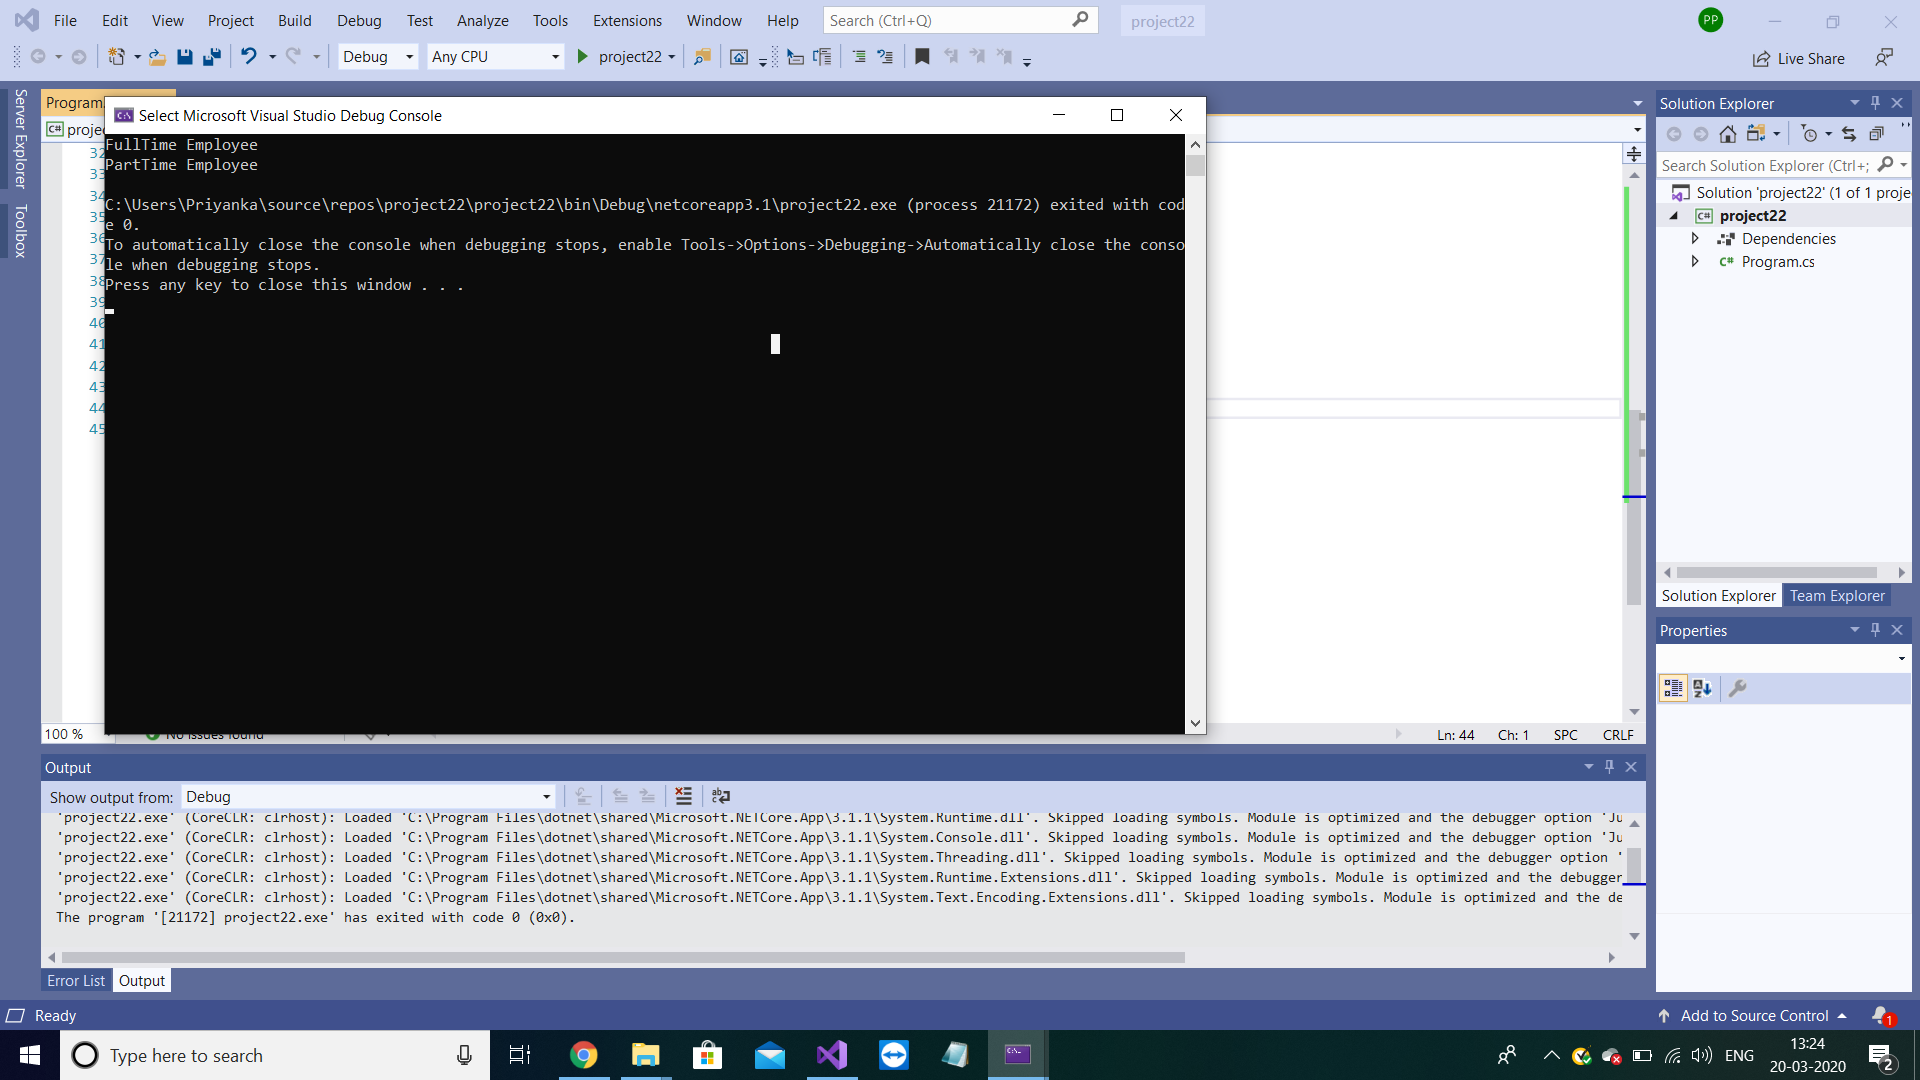 File Edit View Project Build Debug Test Analyze Tools Extensions Window Help Search (Ctrl+Q) project22 PP
Debug Any CPU project22 Live Share
Server Explorer
Toolbox
Program.
Select Microsoft Visual Studio Debug Console
FullTime Employee
PartTime Employee
C:\Users\Priyanka\source\repos\project22\project22\bin\Debug\netcoreapp3.1\project22.exe (process 21172) exited with cod
e 0.
To automatically close the console when debugging stops, enable Tools->Options->Debugging->Automatically close the conso
le when debugging stops.
Press any key to close this window . . .
C# projec
32
33
34
35
36
37
38
39
40
41
42
43
44
45
100 % No issues found Ln: 44 Ch: 1 SPC CRLF
Solution Explorer
Search Solution Explorer (Ctrl+;
Solution 'project22' (1 of 1 proje
C# project22
Dependencies
C# Program.cs
Solution Explorer Team Explorer
Properties
Output
Show output from: Debug
'project22.exe' (CoreCLR: clrhost): Loaded 'C:\Program Files\dotnet\shared\Microsoft.NETCore.App\3.1.1\System.Runtime.dll'. Skipped loading symbols. Module is optimized and the debugger option 'Ju
'project22.exe' (CoreCLR: clrhost): Loaded 'C:\Program Files\dotnet\shared\Microsoft.NETCore.App\3.1.1\System.Console.dll'. Skipped loading symbols. Module is optimized and the debugger option 'Ju
'project22.exe' (CoreCLR: clrhost): Loaded 'C:\Program Files\dotnet\shared\Microsoft.NETCore.App\3.1.1\System.Threading.dll'. Skipped loading symbols. Module is optimized and the debugger option '
'project22.exe' (CoreCLR: clrhost): Loaded 'C:\Program Files\dotnet\shared\Microsoft.NETCore.App\3.1.1\System.Runtime.Extensions.dll'. Skipped loading symbols. Module is optimized and the debugger
'project22.exe' (CoreCLR: clrhost): Loaded 'C:\Program Files\dotnet\shared\Microsoft.NETCore.App\3.1.1\System.Text.Encoding.Extensions.dll'. Skipped loading symbols. Module is optimized and the de
The program '[21172] project22.exe' has exited with code 0 (0x0).
Error List Output
Ready Add to Source Control 1
Type here to search ENG 13:24
20-03-2020 2